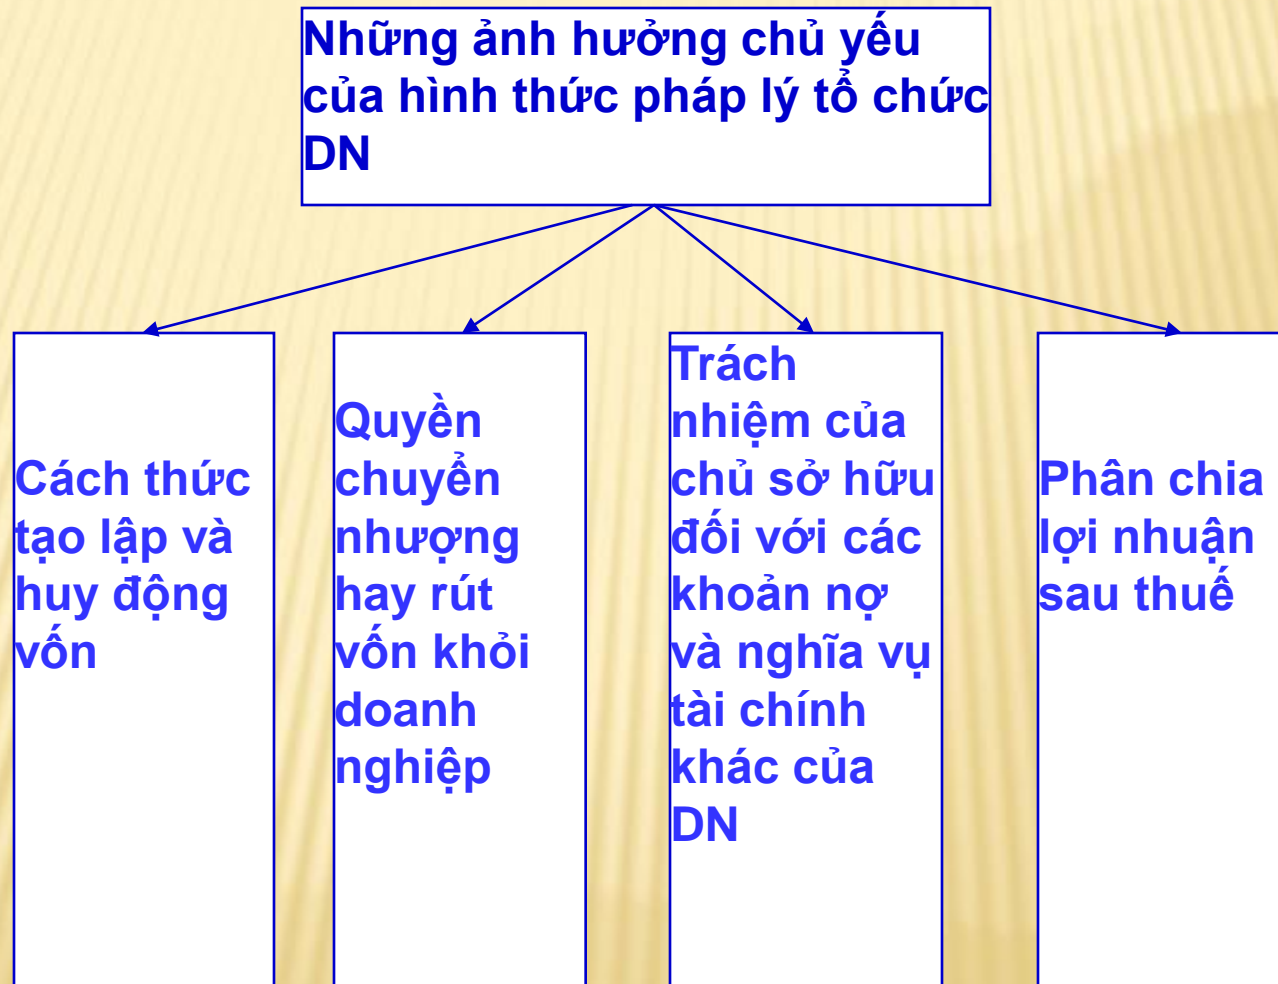 Những ảnh hưởng chủ yếu
của hình thức pháp lý tổ chức
DN
Cách thức
tạo lập và
huy động
vốn
Quyền
chuyển
nhượng
hay rút
vốn khỏi
doanh
nghiệp
Trách
nhiệm của
chủ sở hữu
đối với các
khoản nợ
và nghĩa vụ
tài chính
khác của
DN
Phân chia
lợi nhuận
sau thuế